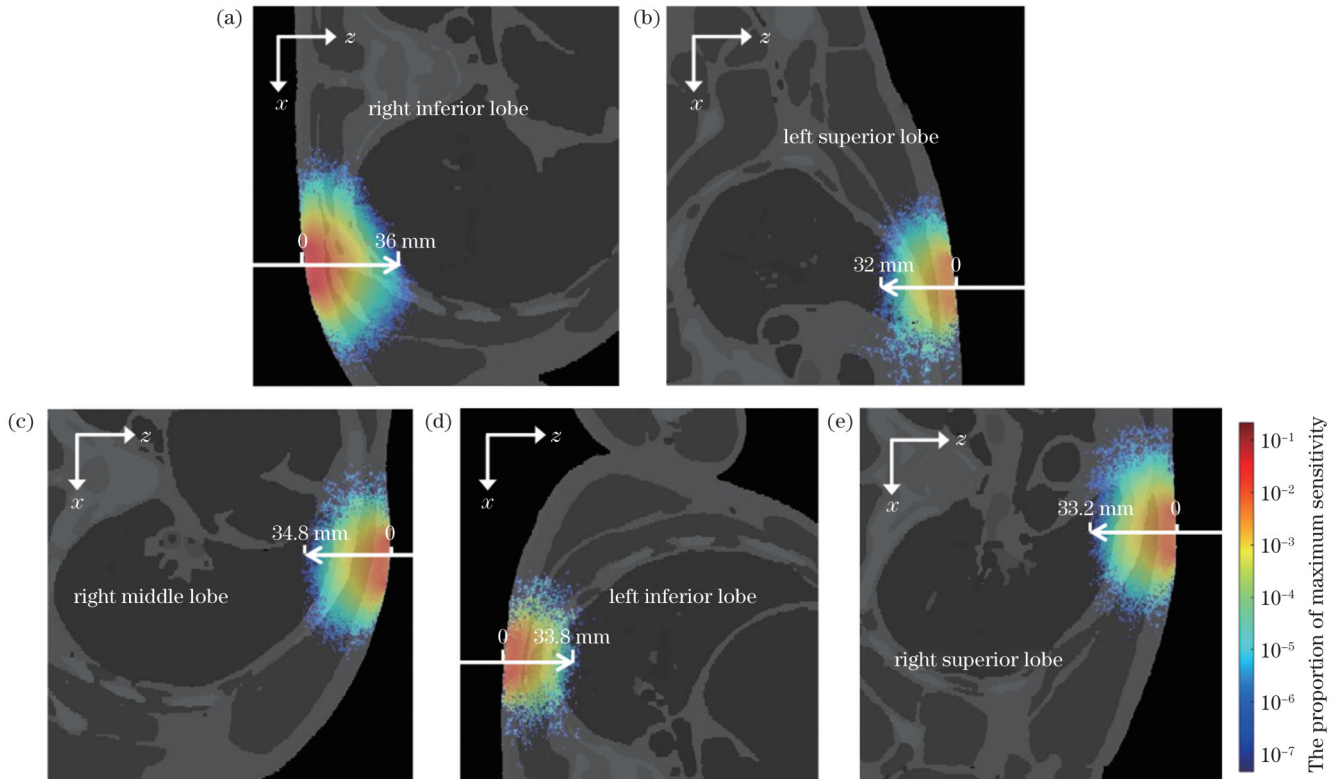 (a)
z
x
right inferior lobe
0
36 mm
(b)
z
x
left superior lobe
32 mm
0
(c)
z
x
34.8 mm
0
right middle lobe
(d)
z
x
left inferior lobe
0
33.8 mm
(e)
z
x
33.2 mm
0
right superior lobe
10⁻¹
10⁻²
10⁻³
10⁻⁴
10⁻⁵
10⁻⁶
10⁻⁷
The proportion of maximum sensitivity